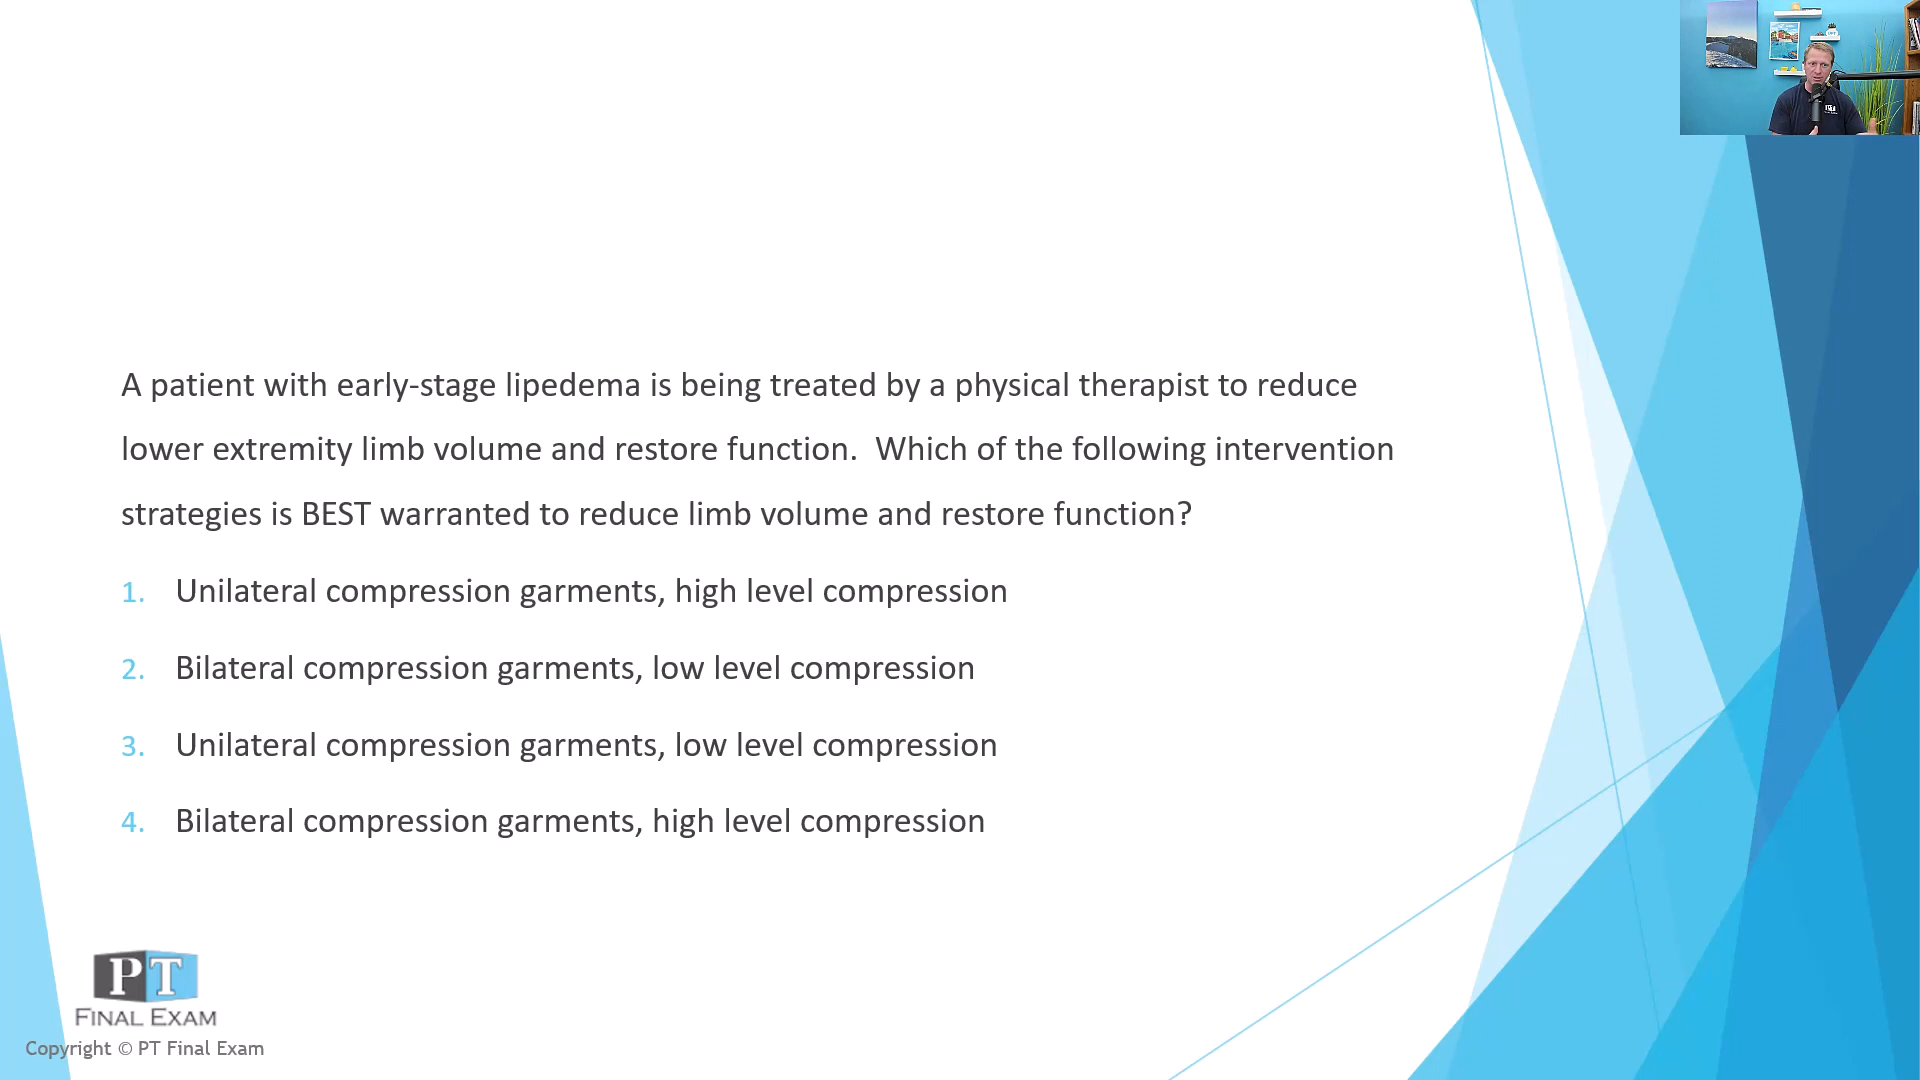 A patient with early-stage lipedema is being treated by a physical therapist to reduce
lower extremity limb volume and restore function.  Which of the following intervention
strategies is BEST warranted to reduce limb volume and restore function?
1. Unilateral compression garments, high level compression
2. Bilateral compression garments, low level compression
3. Unilateral compression garments, low level compression
4. Bilateral compression garments, high level compression
PT
FINAL EXAM
Copyright © PT Final Exam